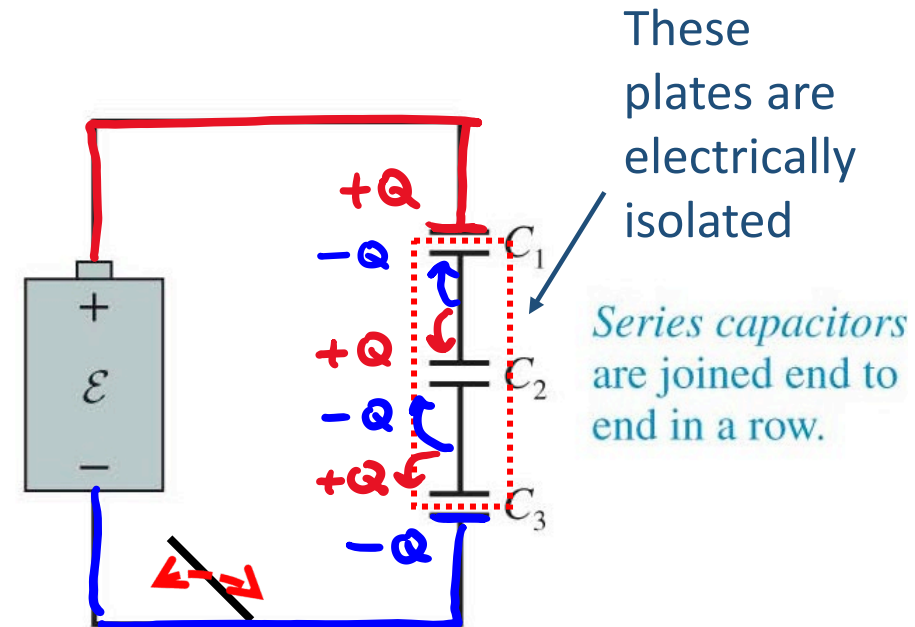 These
plates are
electrically
isolated
+Q
-Q
C1
+Q
-Q
C2
+Q
-Q
C3
+
ℰ
−
Series capacitors
are joined end to
end in a row.